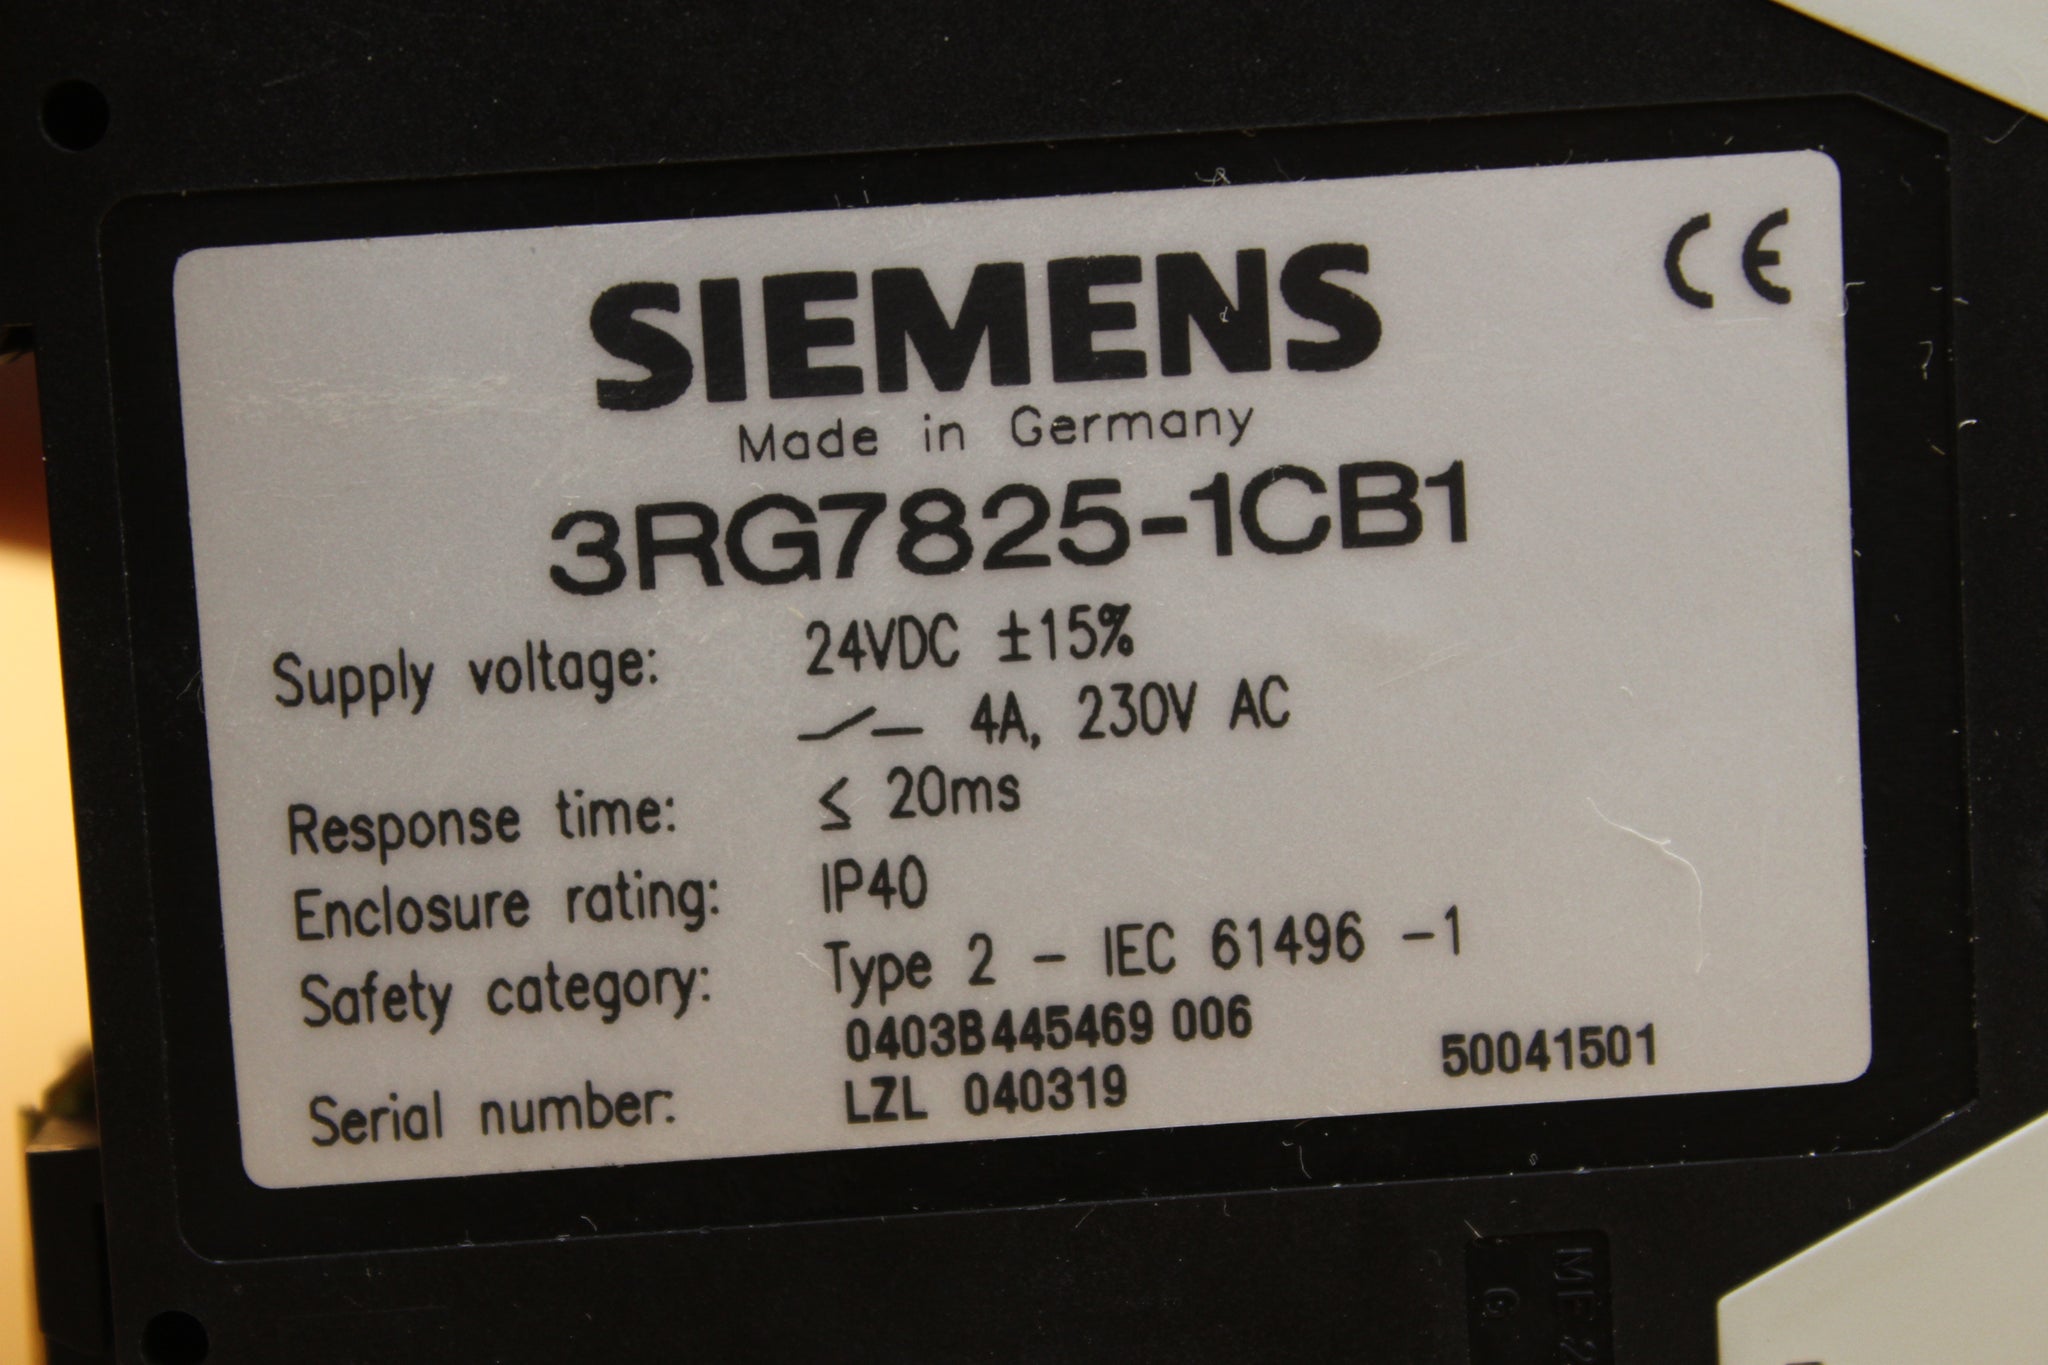 SIEMENS
CE
Made in Germany
3RG7825-1CB1
Supply voltage: 24VDC ±15%
4A, 230V AC
Response time: ≤ 20ms
Enclosure rating: IP40
Safety category: Type 2 - IEC 61496 -1
0403B445469 006
Serial number: LZL 040319 50041501